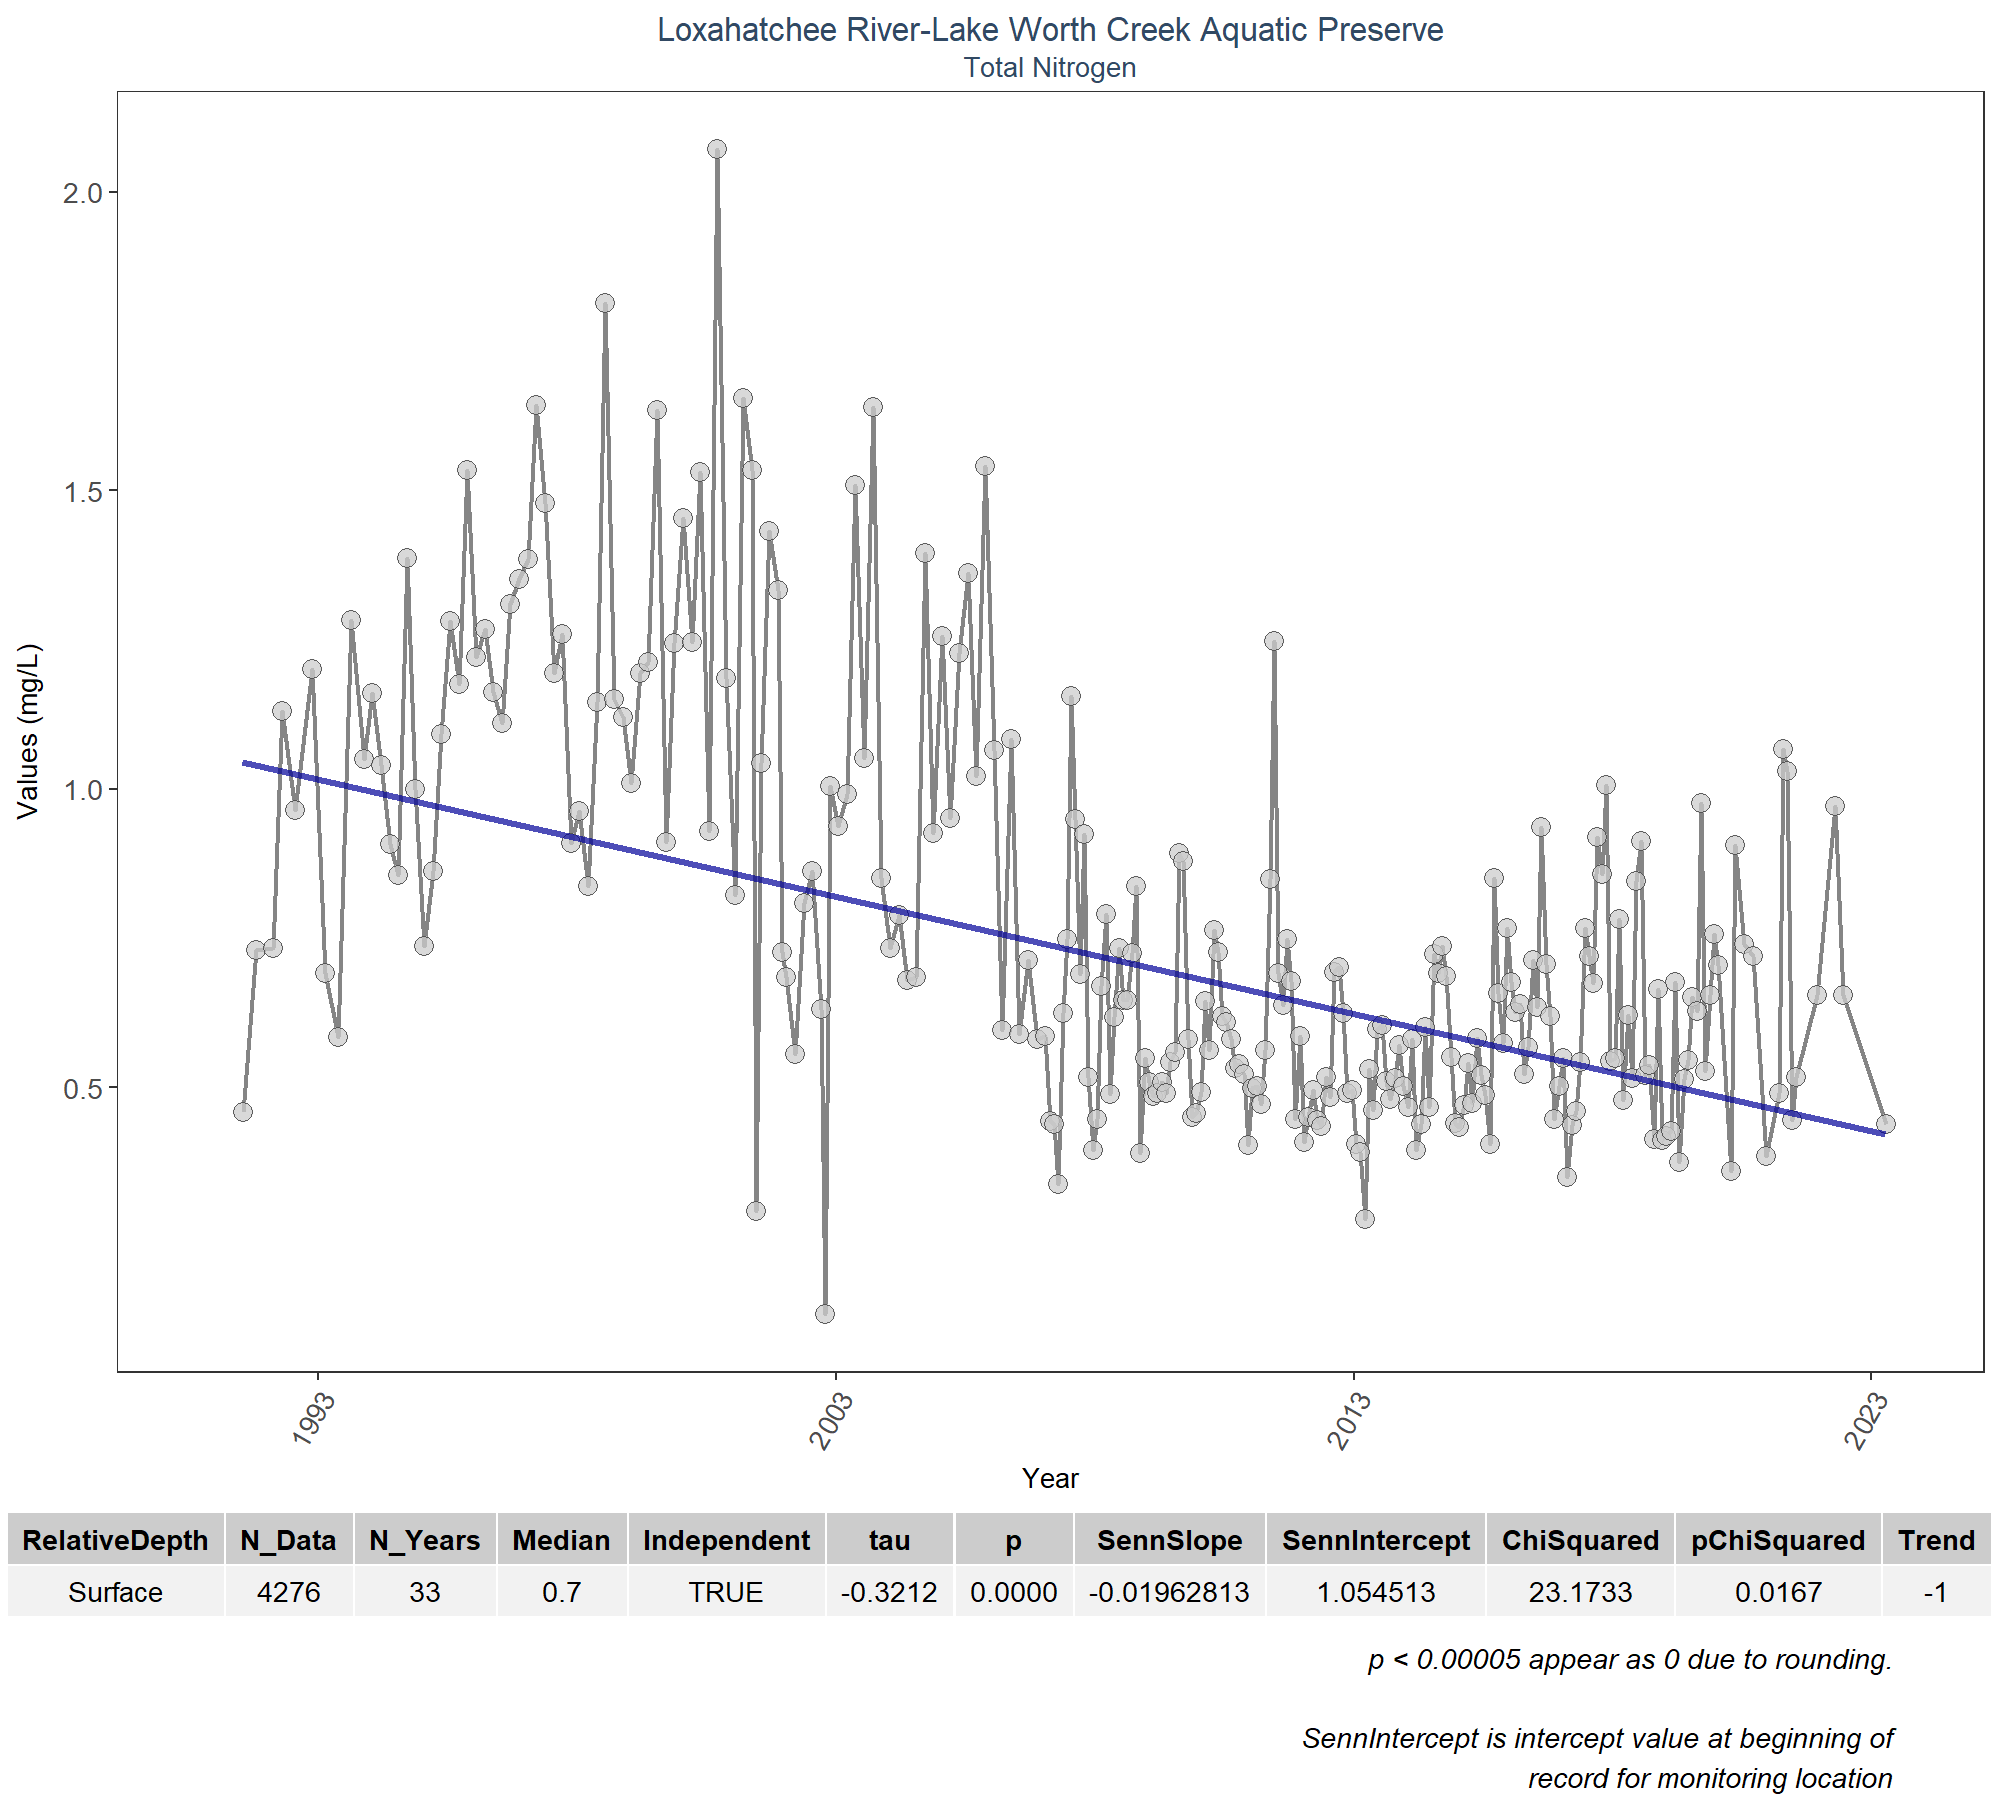 Loxahatchee River-Lake Worth Creek Aquatic Preserve
Total Nitrogen
Values (mg/L)
2.0
1.5
1.0
0.5
1993 2003 2013 2023
Year
RelativeDepth N_Data N_Years Median Independent tau p SennSlope SennIntercept ChiSquared pChiSquared Trend
Surface 4276 33 0.7 TRUE -0.3212 0.0000 -0.01962813 1.054513 23.1733 0.0167 -1
p < 0.00005 appear as 0 due to rounding.
SennIntercept is intercept value at beginning of
record for monitoring location